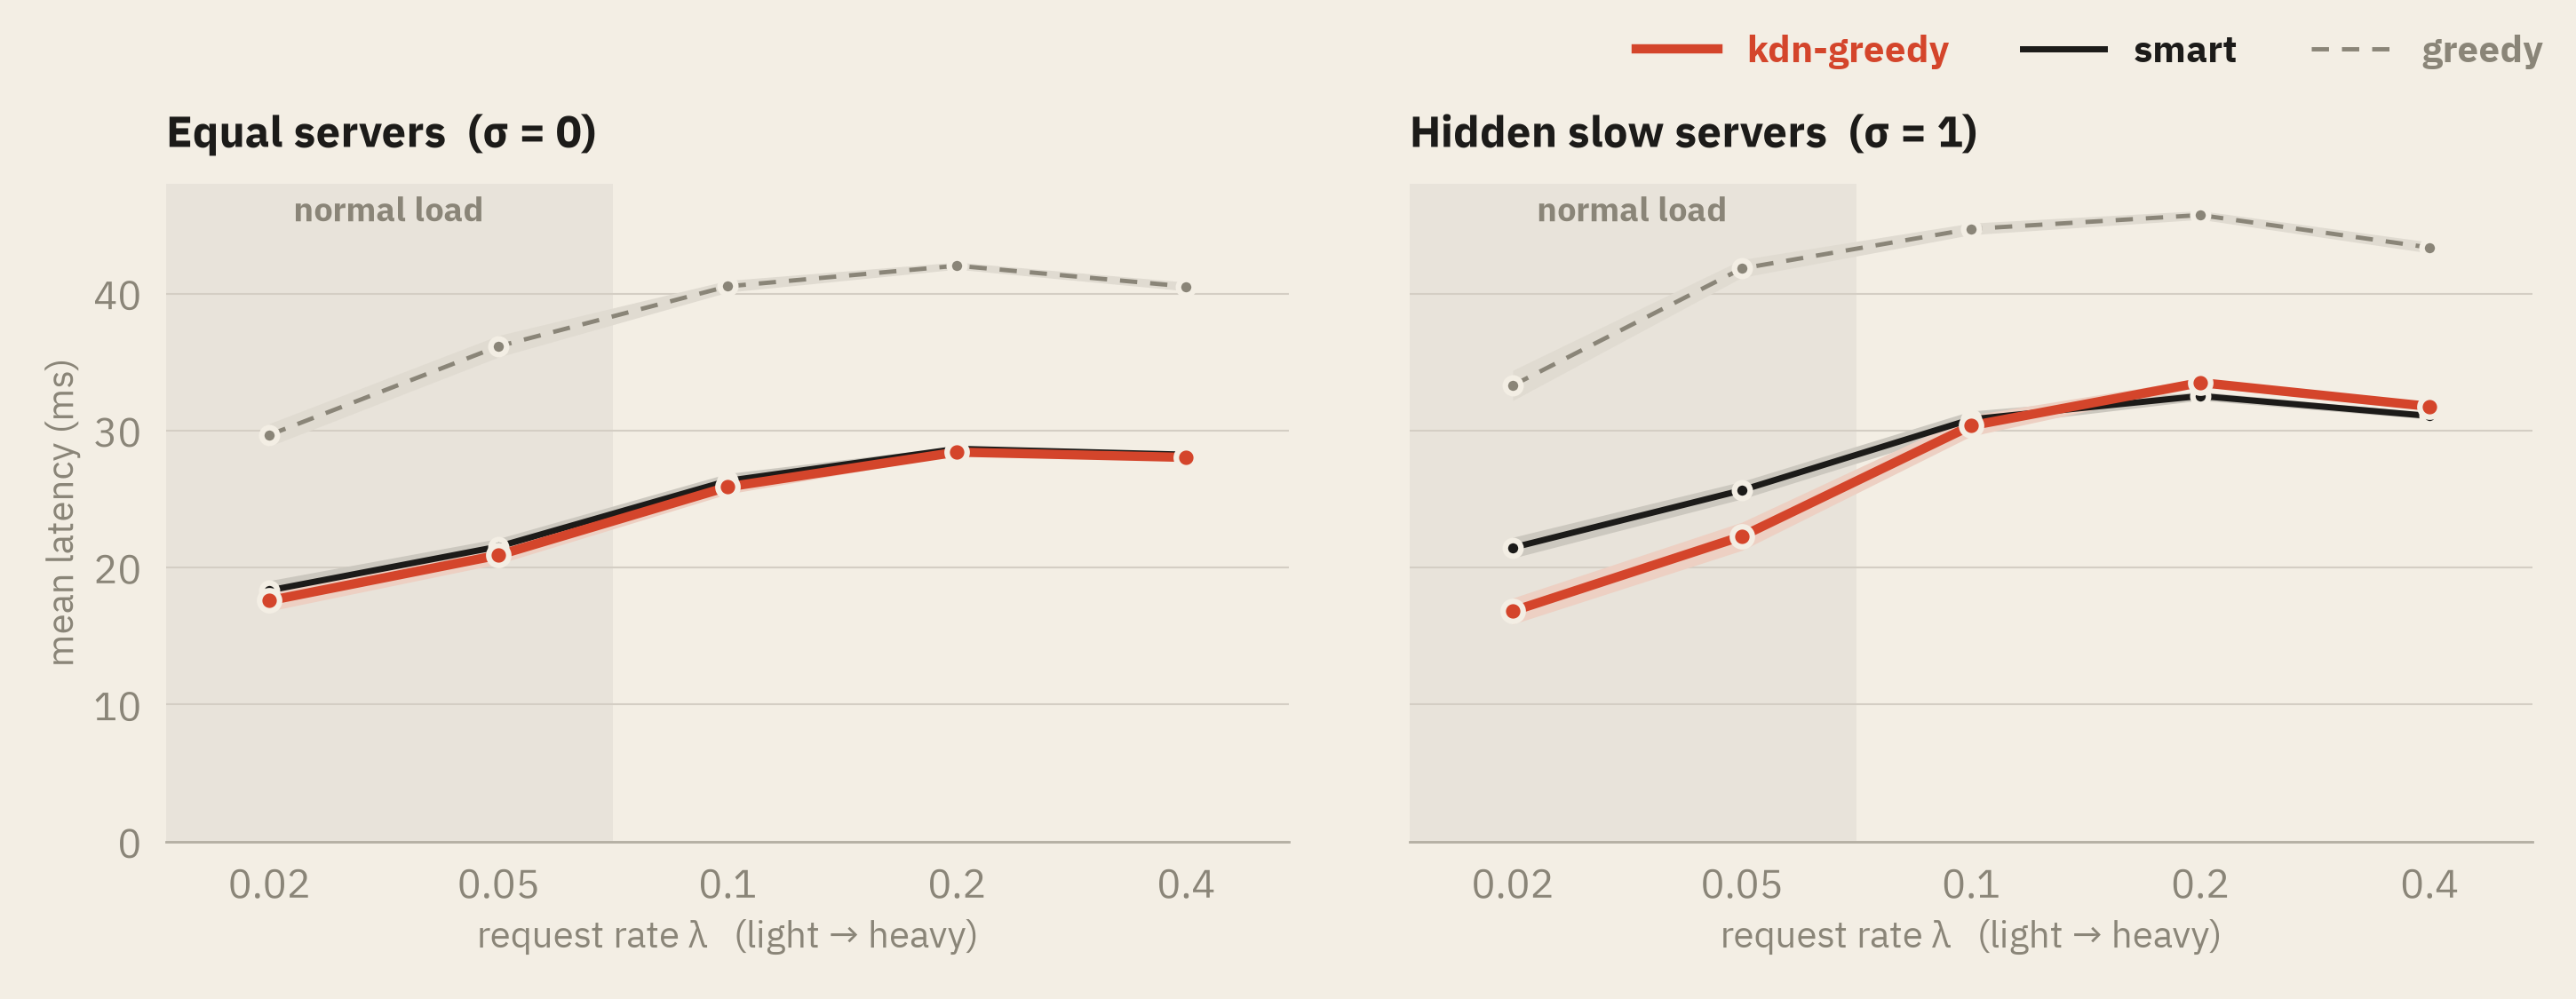 kdn-greedy smart greedy
Equal servers (σ = 0)
normal load
mean latency (ms)
40
30
20
10
0
0.02 0.05 0.1 0.2 0.4
request rate λ (light → heavy)
Hidden slow servers (σ = 1)
normal load
0.02 0.05 0.1 0.2 0.4
request rate λ (light → heavy)